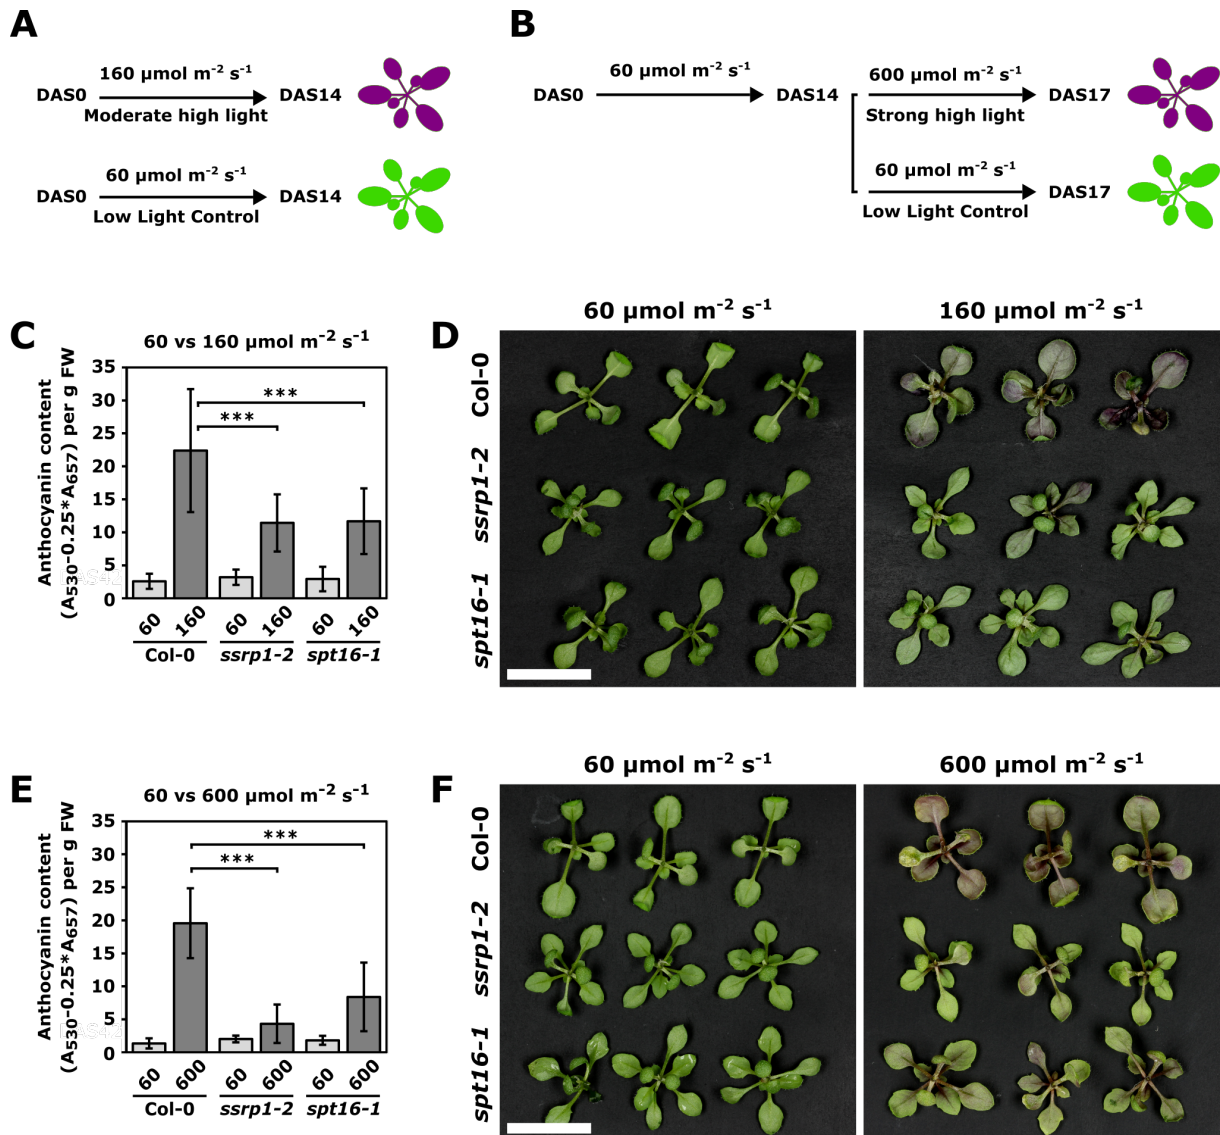 A
160 µmol m⁻² s⁻¹
DAS0
DAS14
Moderate high light
60 µmol m⁻² s⁻¹
DAS0
DAS14
Low Light Control
B
60 µmol m⁻² s⁻¹
DAS0
DAS14
600 µmol m⁻² s⁻¹
DAS17
Strong high light
60 µmol m⁻² s⁻¹
DAS17
Low Light Control
C
60 vs 160 µmol m⁻² s⁻¹
Anthocyanin content
(A₅₃₀-0.25*A₆₅₇) per g FW
35
30
25
20
15
10
5
0
***
***
60
160
60
160
60
160
Col-0
ssrp1-2
spt16-1
D
60 µmol m⁻² s⁻¹
160 µmol m⁻² s⁻¹
Col-0
ssrp1-2
spt16-1
E
60 vs 600 µmol m⁻² s⁻¹
Anthocyanin content
(A₅₃₀-0.25*A₆₅₇) per g FW
35
30
25
20
15
10
5
0
***
***
60
600
60
600
60
600
Col-0
ssrp1-2
spt16-1
F
60 µmol m⁻² s⁻¹
600 µmol m⁻² s⁻¹
Col-0
ssrp1-2
spt16-1